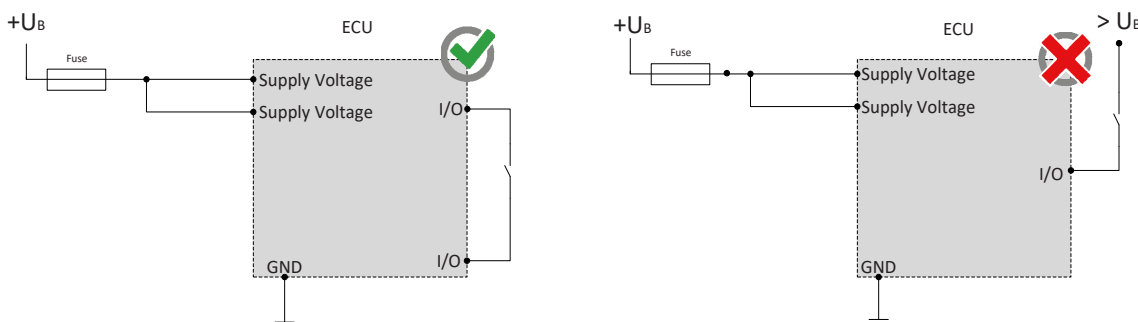 +UB
ECU
Fuse
Supply Voltage
Supply Voltage
I/O
I/O
GND
+UB
ECU
> UB
Fuse
Supply Voltage
Supply Voltage
I/O
GND